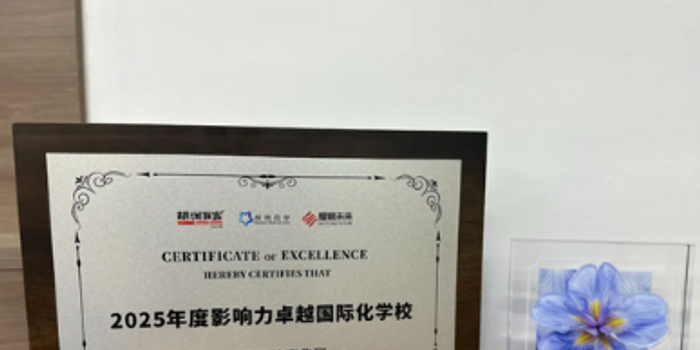 CERTIFICATE OF EXCELLENCE
HEREBY CERTIFIES THAT
2025年度影响力卓越国际化学校